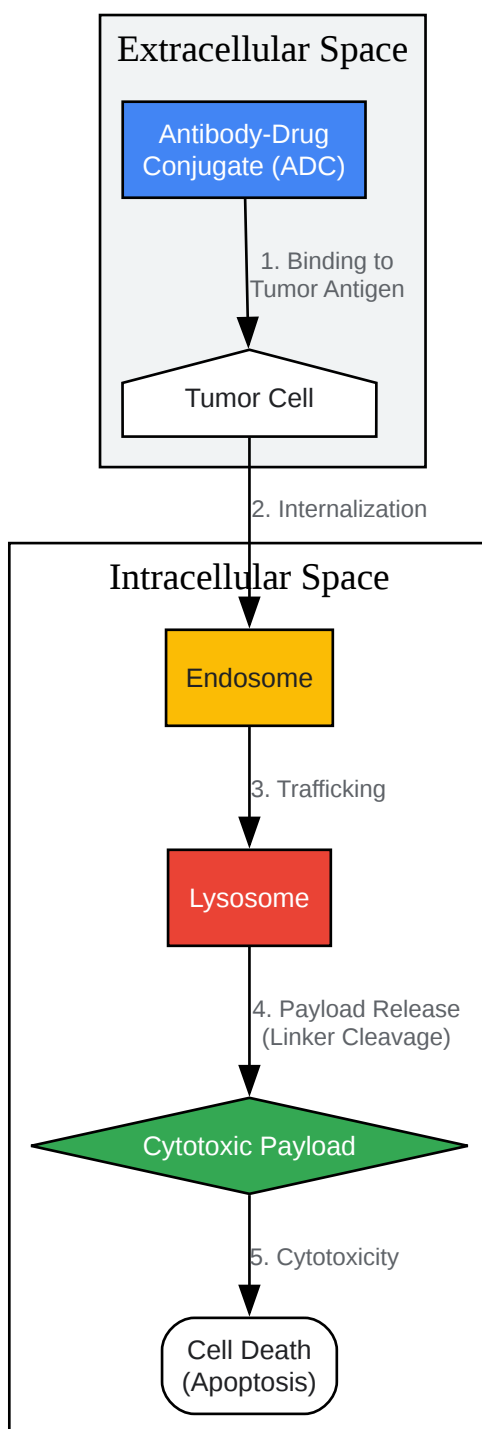 Extracellular Space
Antibody-Drug
Conjugate (ADC)
1. Binding to
Tumor Antigen
Tumor Cell
2. Internalization
Intracellular Space
Endosome
3. Trafficking
Lysosome
4. Payload Release
(Linker Cleavage)
Cytotoxic Payload
5. Cytotoxicity
Cell Death
(Apoptosis)